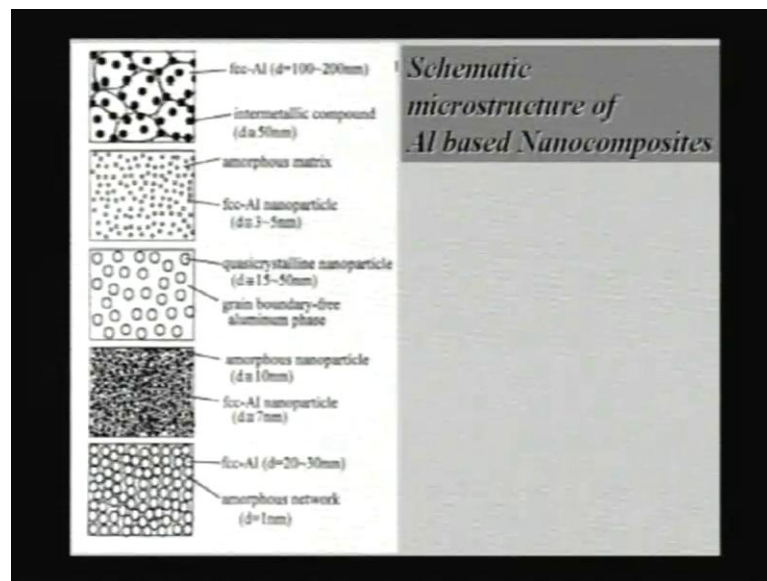 Schematic
microstructure of
Al based Nanocomposites
fcc-Al (d=100~200nm)
intermetallic compound
(d≅50nm)
amorphous matrix
fcc-Al nanoparticle
(d≅3~5nm)
quasicrystalline nanoparticle
(d≅15~50nm)
grain boundary-free
aluminum phase
amorphous nanoparticle
(d≅10nm)
fcc-Al nanoparticle
(d≅7nm)
fcc-Al (d=20~30nm)
amorphous network
(d=1nm)